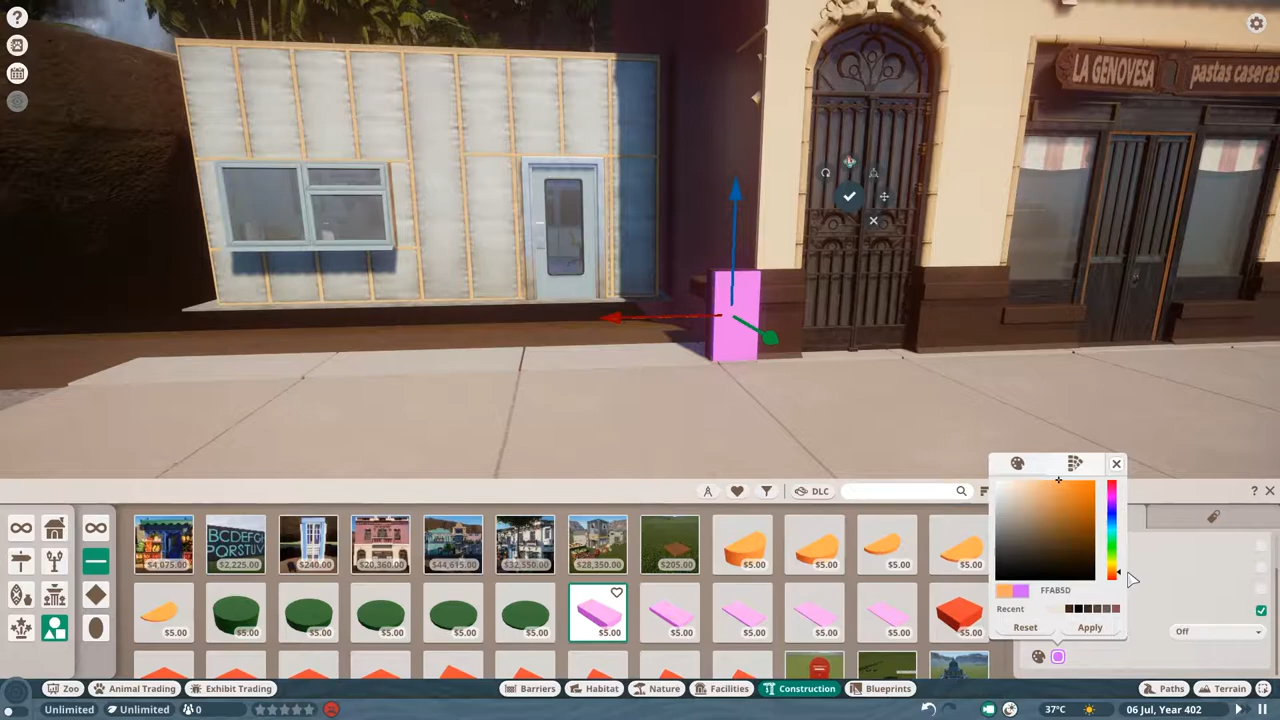 ?
LA GENOVESA
pastas caseras
DLC
?
$4,075.00
$2,225.00
$240.00
$20,360.00
$44,615.00
$32,550.00
$28,350.00
$205.00
$5.00
$5.00
$5.00
$5.00
ABCDEFG
OPQRSTU
FFAB5D
Recent
Reset
Apply
Off
$5.00
$5.00
$5.00
$5.00
$5.00
$5.00
$5.00
$5.00
$5.00
$5.00
$5.00
$5.00
Zoo
Animal Trading
Exhibit Trading
Barriers
Habitat
Nature
Facilities
Construction
Blueprints
Paths
Terrain
Unlimited
Unlimited
0
37°C
06 Jul, Year 402